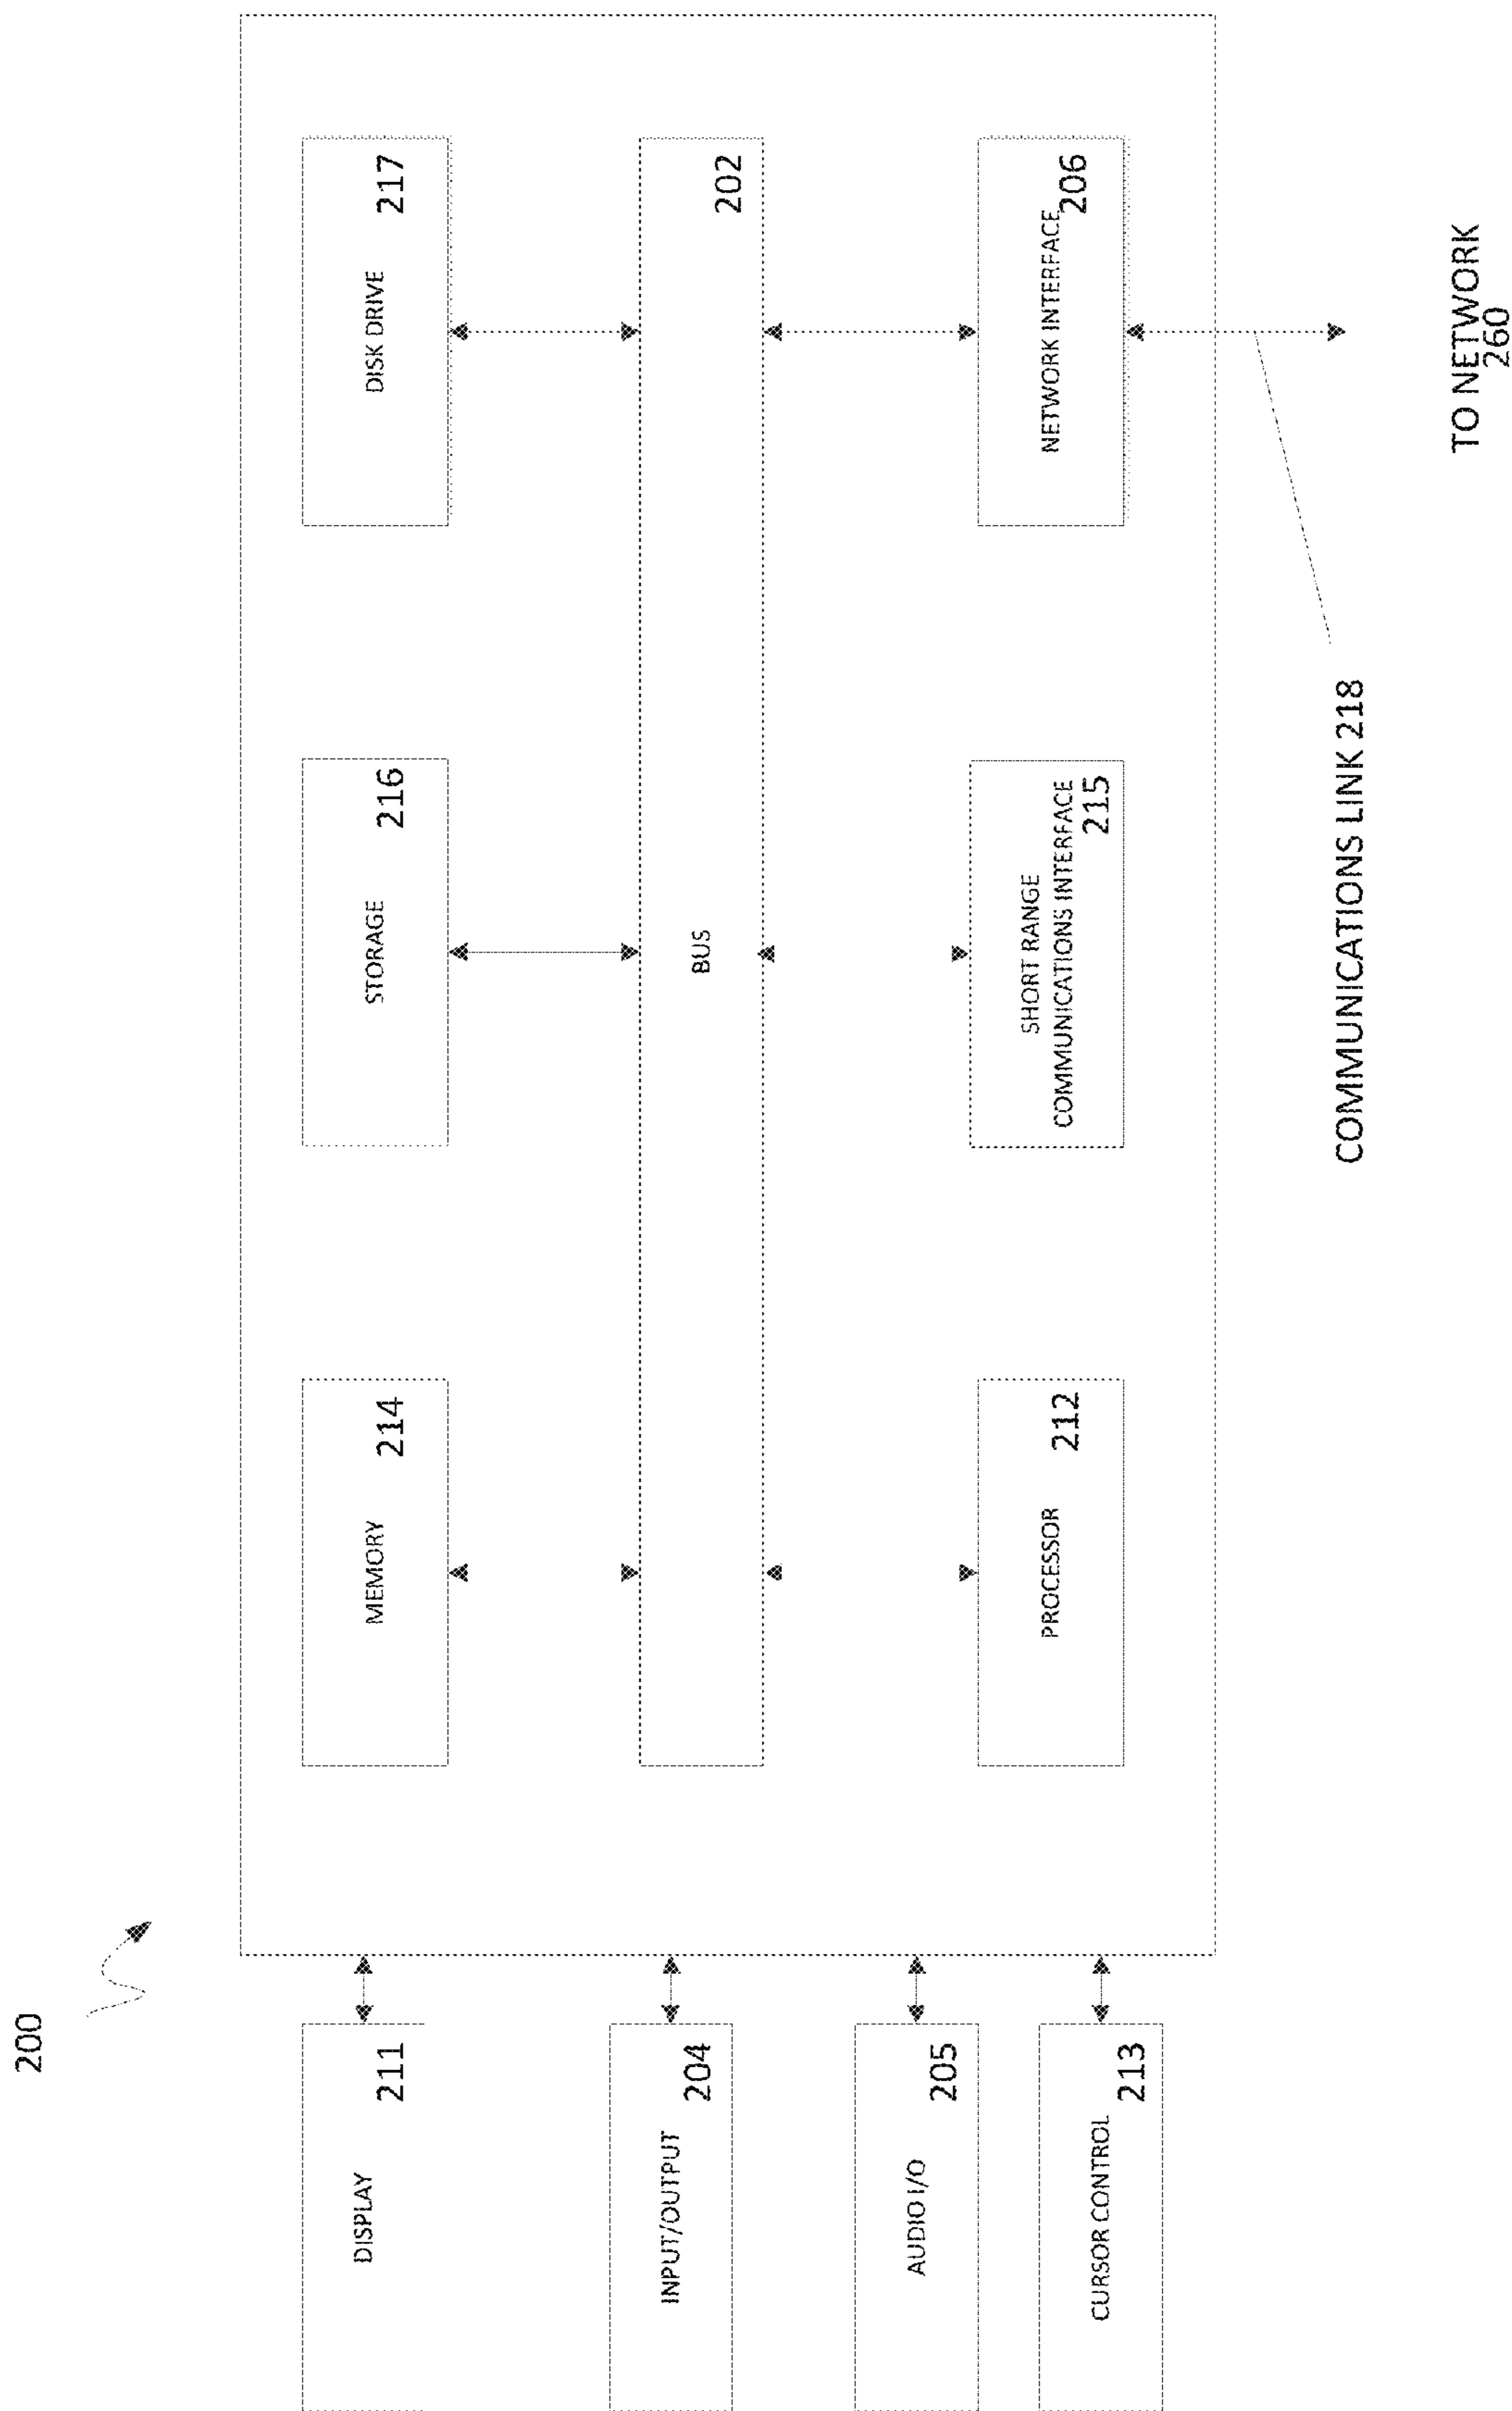 200
DISPLAY
211
INPUT/OUTPUT
204
AUDIO I/O
205
CURSOR CONTROL
213
MEMORY
214
STORAGE
216
DISK DRIVE
217
BUS
202
PROCESSOR
212
SHORT RANGE
COMMUNICATIONS INTERFACE
215
NETWORK INTERFACE
206
COMMUNICATIONS LINK 218
TO NETWORK
260